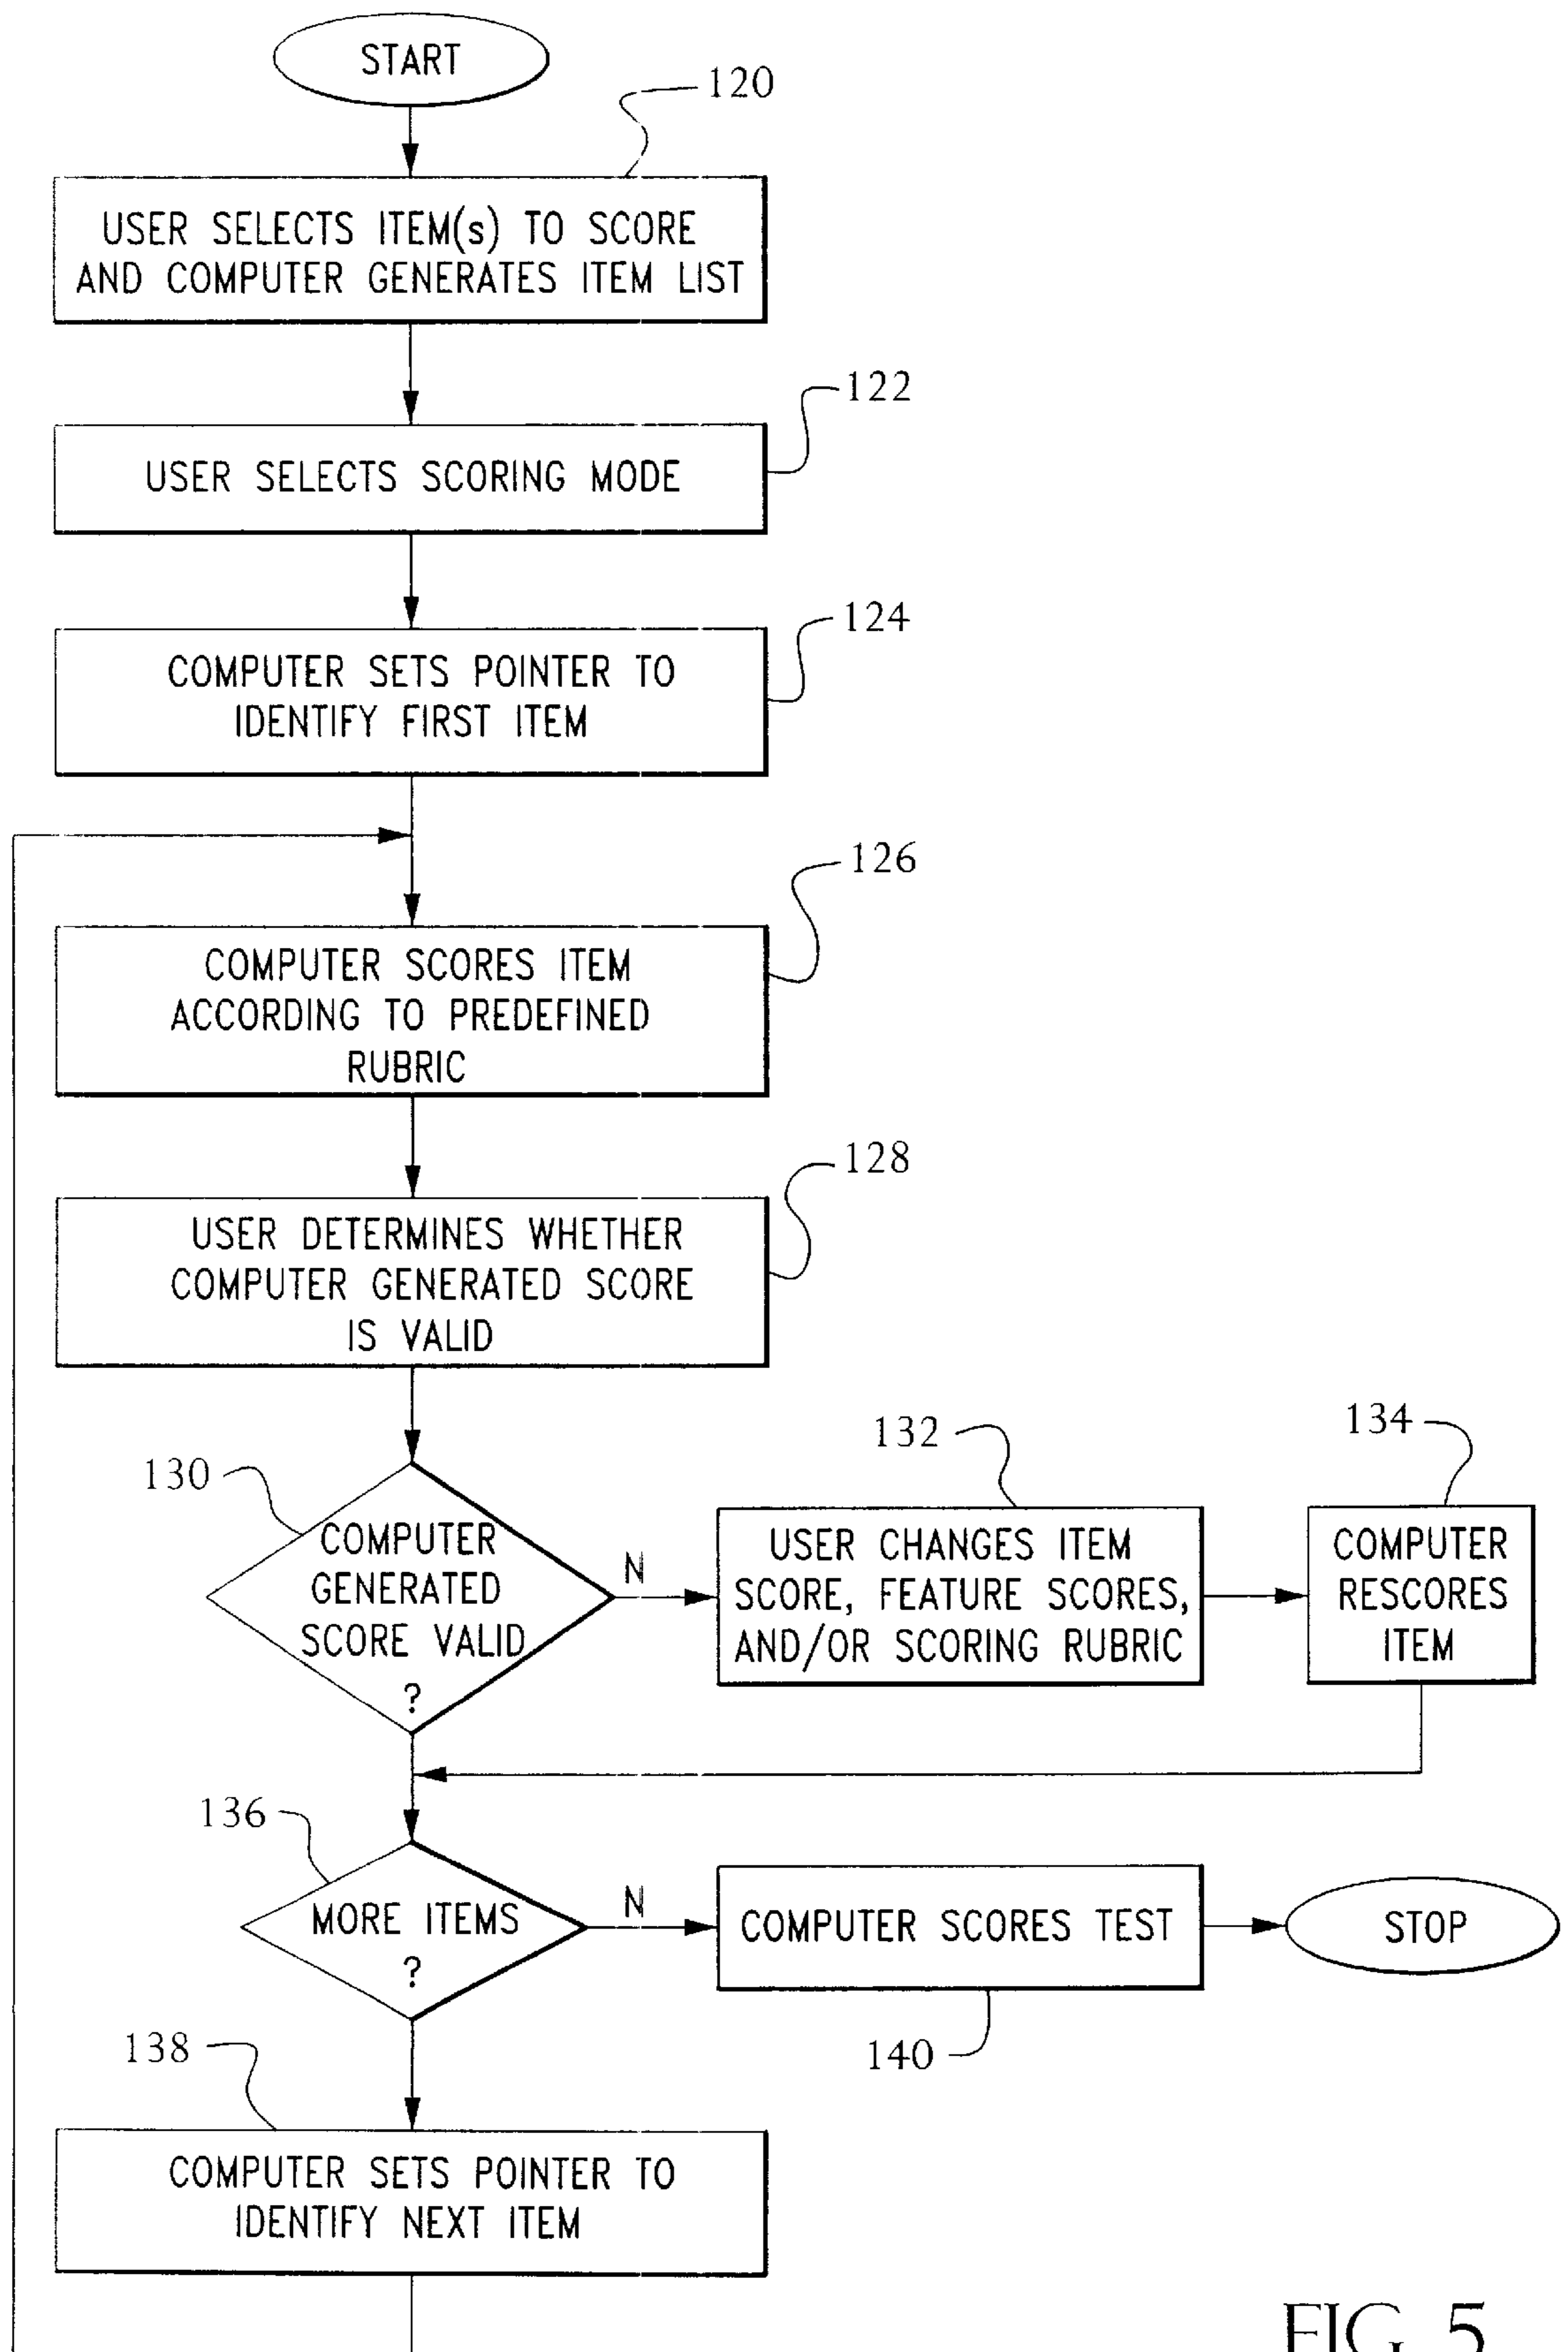 START
120
USER SELECTS ITEM(s) TO SCORE
AND COMPUTER GENERATES ITEM LIST
122
USER SELECTS SCORING MODE
124
COMPUTER SETS POINTER TO
IDENTIFY FIRST ITEM
126
COMPUTER SCORES ITEM
ACCORDING TO PREDEFINED
RUBRIC
128
USER DETERMINES WHETHER
COMPUTER GENERATED SCORE
IS VALID
130
COMPUTER
GENERATED
SCORE VALID
?
N
132
USER CHANGES ITEM
SCORE, FEATURE SCORES,
AND/OR SCORING RUBRIC
134
COMPUTER
RESCORES
ITEM
136
MORE ITEMS
?
N
COMPUTER SCORES TEST
140
STOP
138
COMPUTER SETS POINTER TO
IDENTIFY NEXT ITEM
FIG. 5